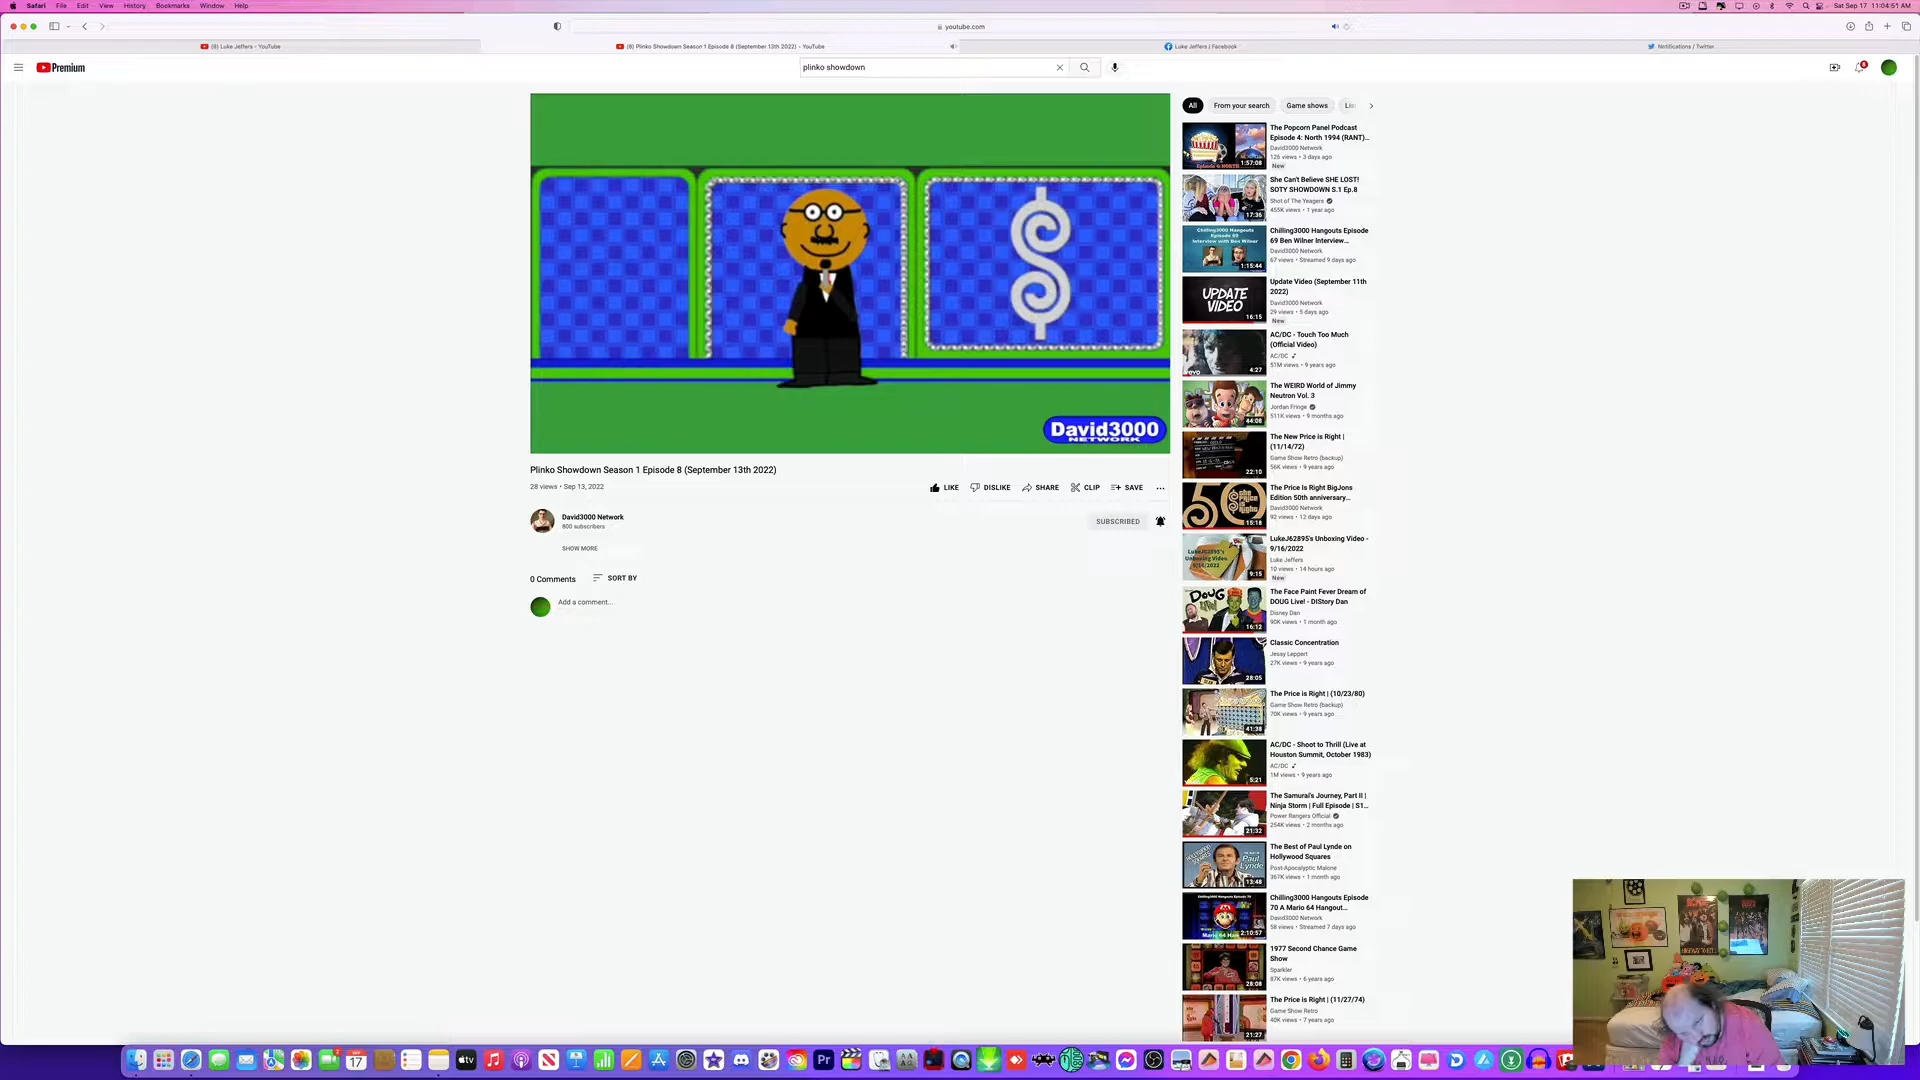 Safari File Edit View History Bookmarks Window Help
Sat Sep 17 11:04:51 AM
youtube.com
(8) Luke Jeffers - YouTube
(8) Plinko Showdown Season 1 Episode 8 (September 13th 2022) - YouTube
Luke Jeffers | Facebook
Notifications / Twitter
Premium
plinko showdown
8
David3000
NETWORK
Plinko Showdown Season 1 Episode 8 (September 13th 2022)
28 views • Sep 13, 2022
LIKE DISLIKE SHARE CLIP SAVE ...
David3000 Network
800 subscribers
SUBSCRIBED
SHOW MORE
0 Comments SORT BY
Add a comment...
All From your search Game shows
The Popcorn Panel Podcast
Episode 4: North 1994 (RANT)...
David3000 Network
126 views • 3 days ago
New
1:57:08
She Can't Believe SHE LOST!
SOTY SHOWDOWN S.1 Ep.8
Shot of The Yeagers
455K views • 1 year ago
17:36
Chilling3000 Hangouts Episode
69 Ben Wilner Interview...
David3000 Network
67 views • Streamed 9 days ago
Chilling3000 Hangouts
Episode 69
Interview with Ben Wilner
1:15:44
Update Video (September 11th
2022)
David3000 Network
29 views • 5 days ago
New
UPDATE
VIDEO
16:15
AC/DC - Touch Too Much
(Official Video)
AC/DC
51M views • 9 years ago
vevo
4:27
The WEIRD World of Jimmy
Neutron Vol. 3
Jordan Fringe
511K views • 9 months ago
44:08
The New Price is Right |
(11/14/72)
Game Show Retro (backup)
56K views • 9 years ago
22:10
The Price Is Right BigJons
Edition 50th anniversary...
David3000 Network
92 views • 12 days ago
15:18
LukeJ62895's Unboxing Video -
9/16/2022
Luke Jeffers
10 views • 14 hours ago
New
LukeJ62895's
Unboxing Video
9:15
The Face Paint Fever Dream of
DOUG Live! - DIStory Dan
Disney Dan
90K views • 1 month ago
DOUG
16:12
Classic Concentration
Jessy Leppert
27K views • 9 years ago
28:05
The Price is Right | (10/23/80)
Game Show Retro (backup)
70K views • 9 years ago
41:38
AC/DC - Shoot to Thrill (Live at
Houston Summit, October 1983)
AC/DC
1M views • 9 years ago
5:21
The Samurai's Journey, Part II |
Ninja Storm | Full Episode | S1...
Power Rangers Official
254K views • 2 months ago
21:32
The Best of Paul Lynde on
Hollywood Squares
Post-Apocalyptic Malone
367K views • 1 month ago
Paul
Lynde
13:48
Chilling3000 Hangouts Episode
70 A Mario 64 Hangout...
David3000 Network
58 views • Streamed 7 days ago
2:10:57
1977 Second Chance Game
Show
Sparkler
87K views • 6 years ago
28:08
The Price is Right | (11/27/74)
Game Show Retro
40K views • 7 years ago
21:27
tv
Pr